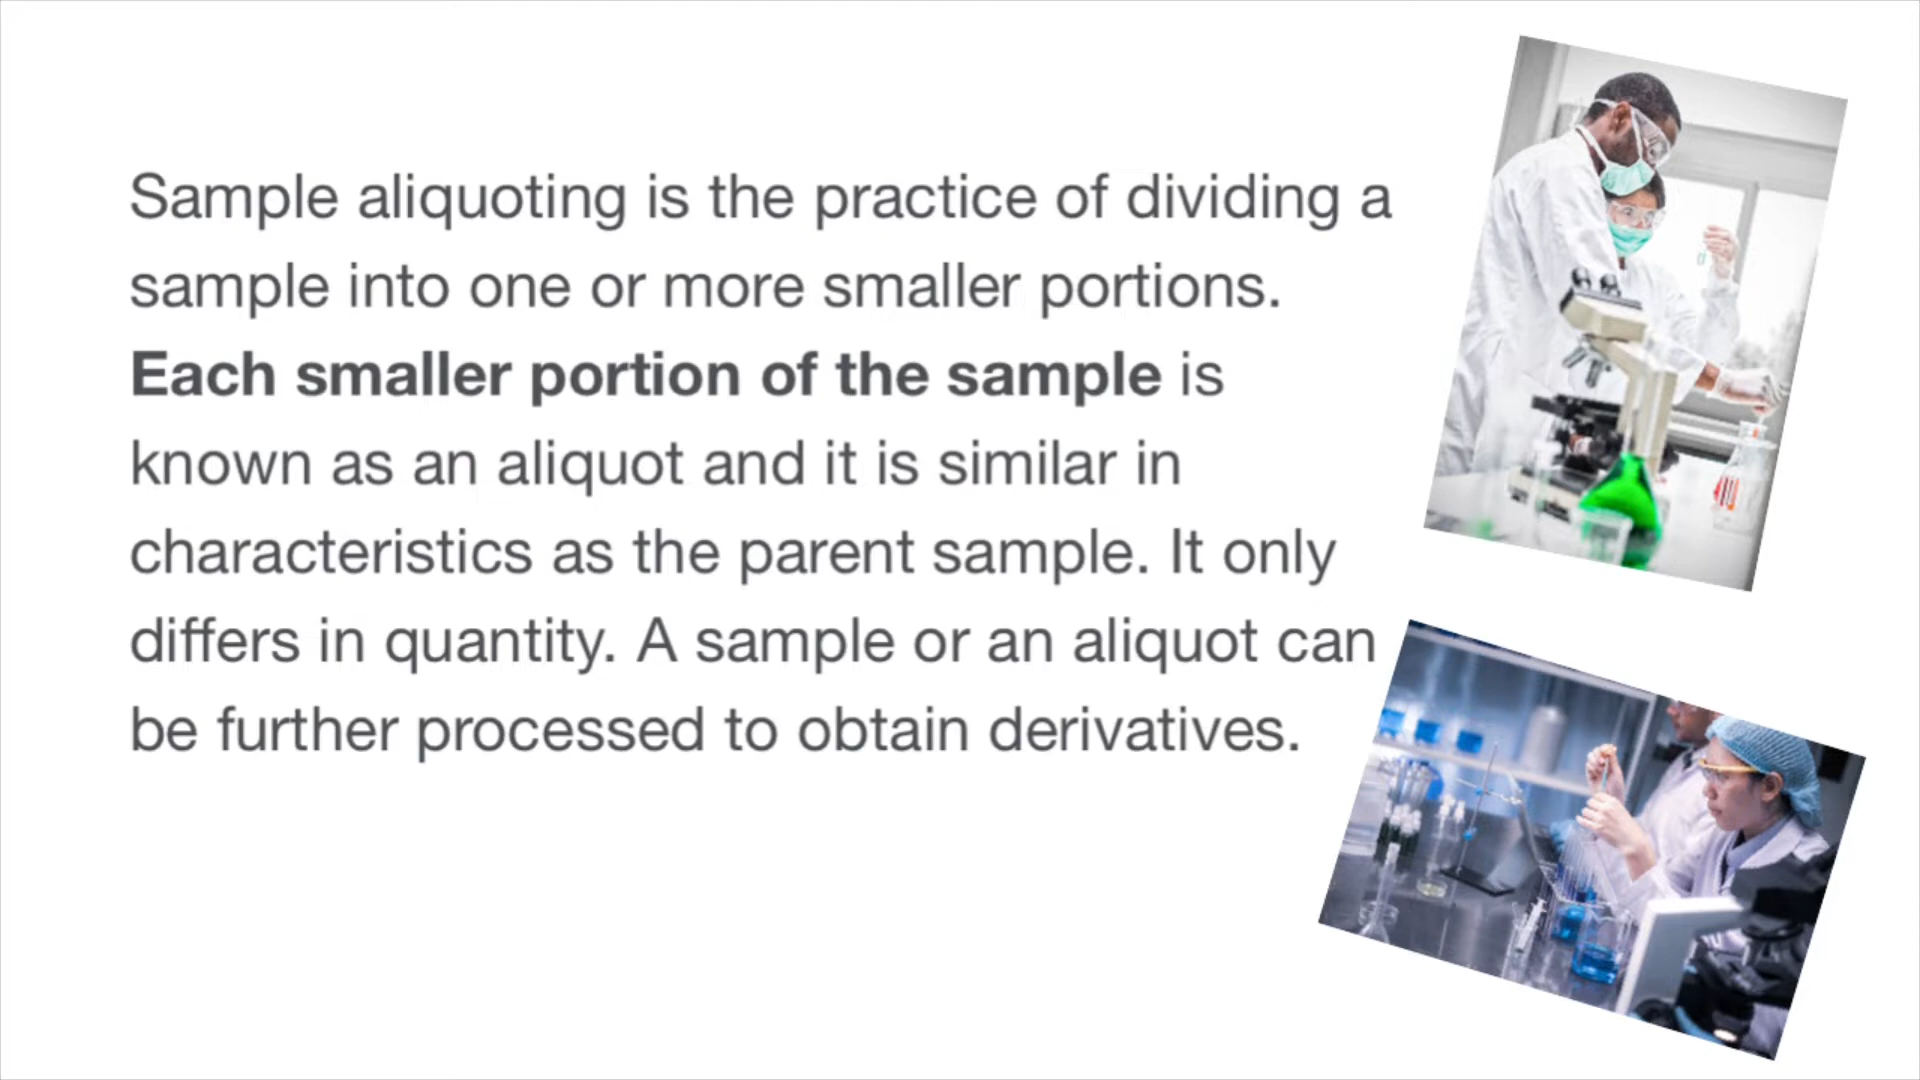 Sample aliquoting is the practice of dividing a
sample into one or more smaller portions.
Each smaller portion of the sample is
known as an aliquot and it is similar in
characteristics as the parent sample. It only
differs in quantity. A sample or an aliquot can
be further processed to obtain derivatives.